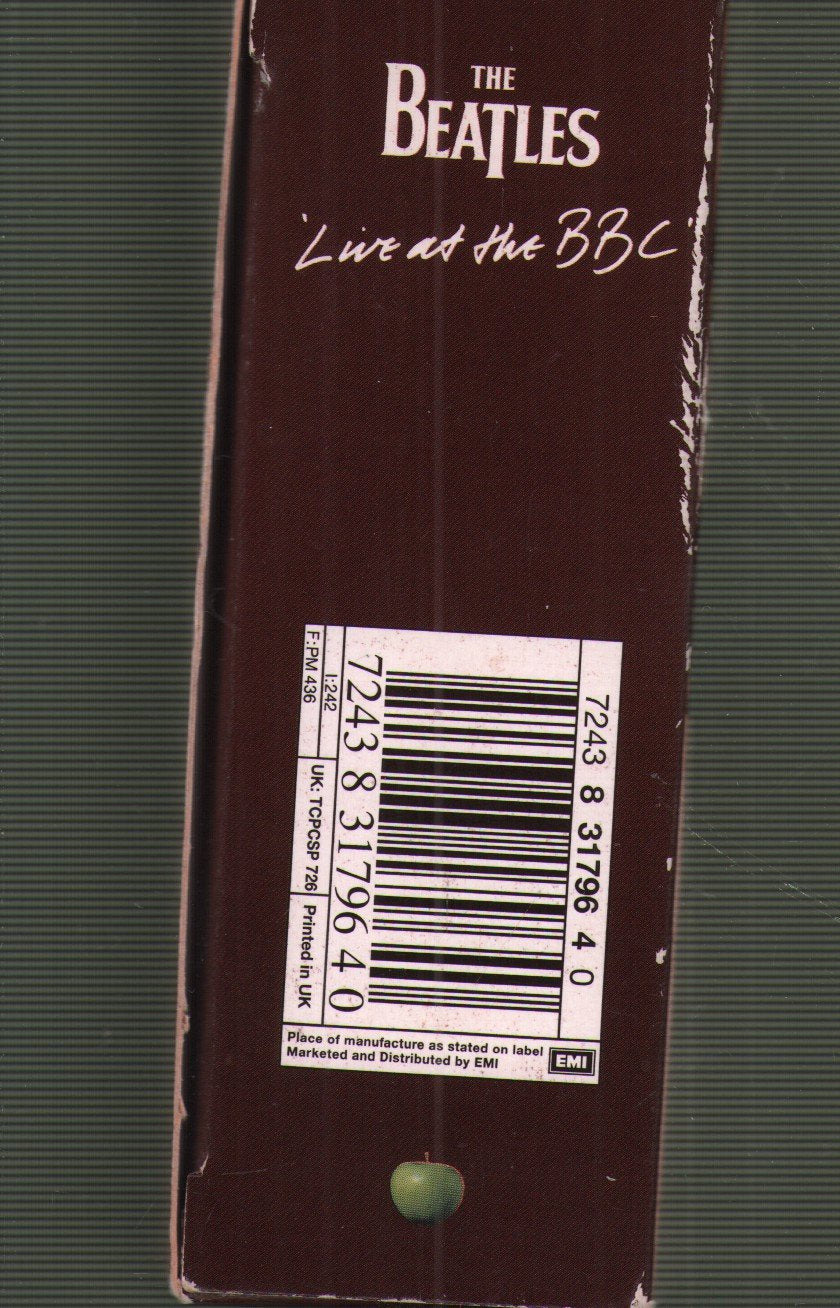 THE
BEATLES
'Live at the BBC'
7243 8 31796 4 0
7243 8 31796 4 0
I:242
F:PM 436
UK: TCPCSP 726
Printed in UK
Place of manufacture as stated on label
Marketed and Distributed by EMI
EMI